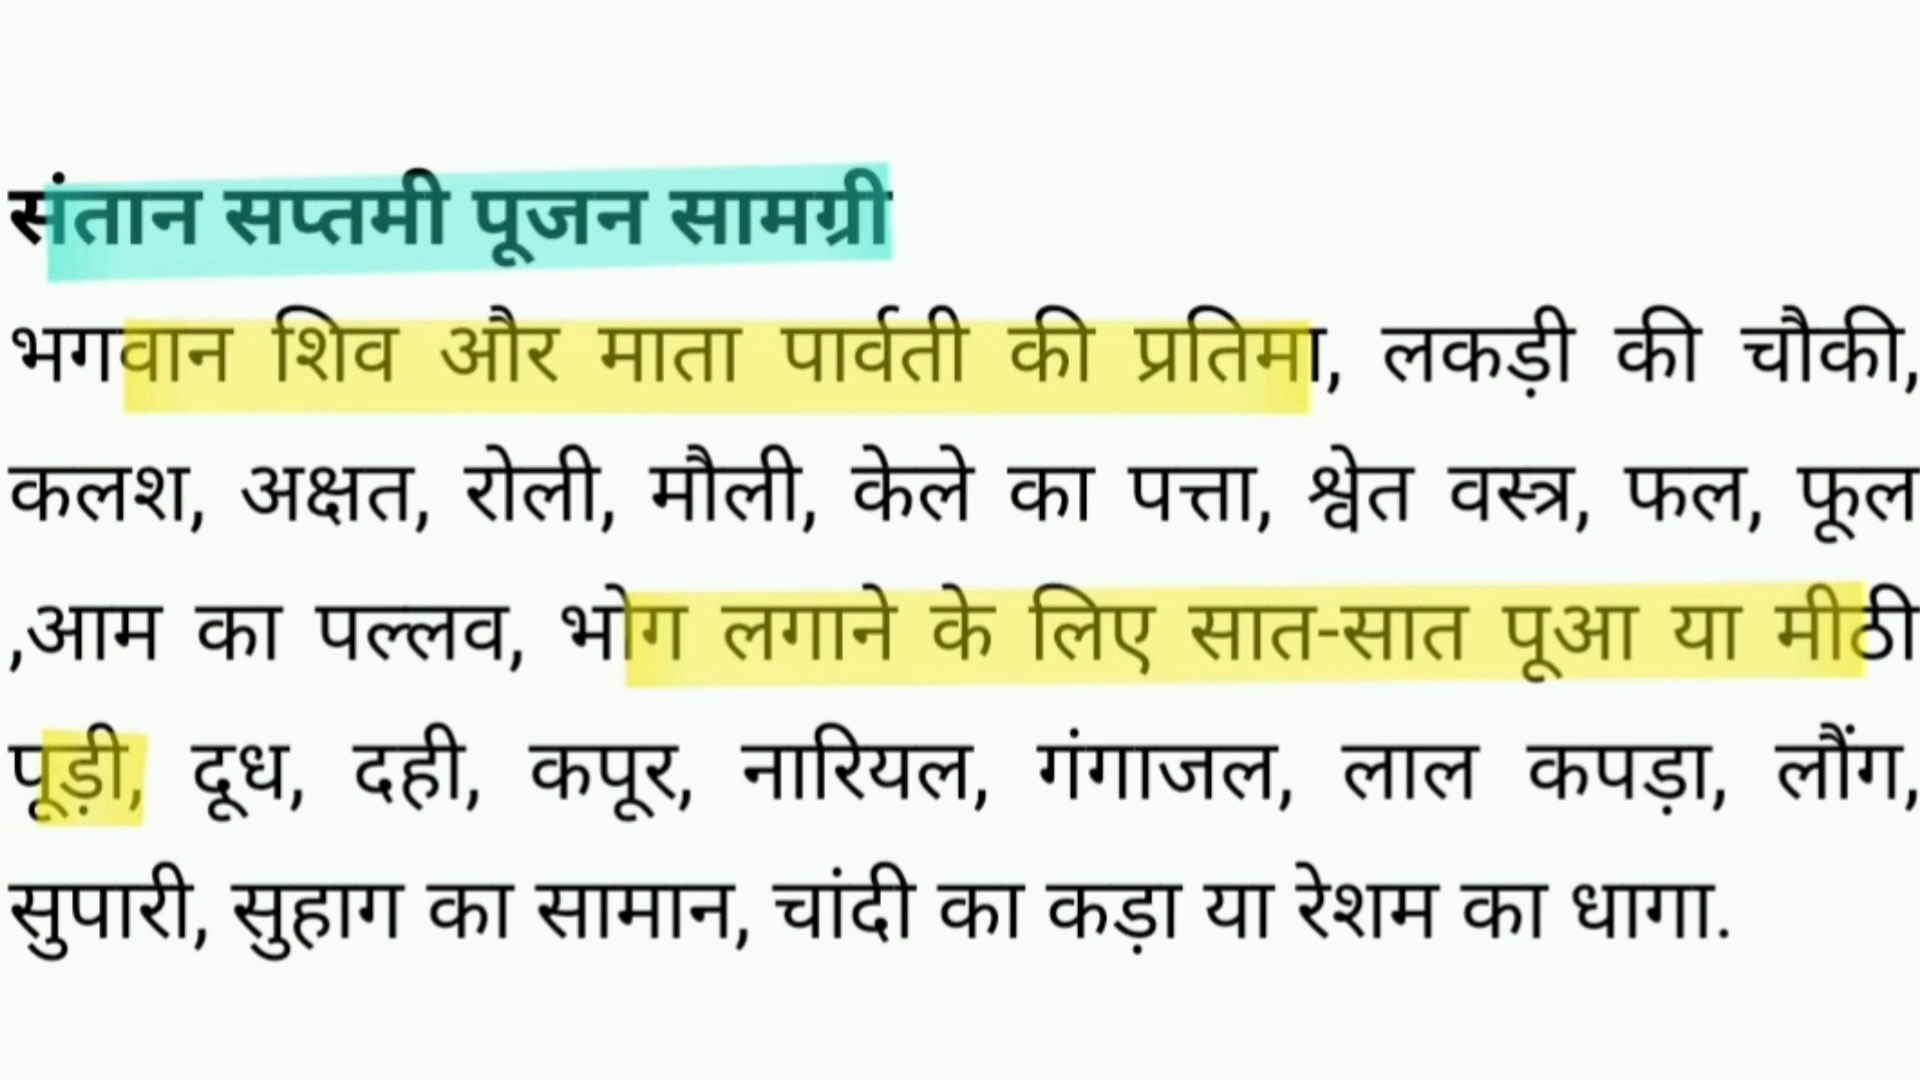 संतान सप्तमी पूजन सामग्री
भगवान शिव और माता पार्वती की प्रतिमा, लकड़ी की चौकी,
कलश, अक्षत, रोली, मौली, केले का पत्ता, श्वेत वस्त्र, फल, फूल
,आम का पल्लव, भोग लगाने के लिए सात-सात पूआ या मीठी
पूड़ी, दूध, दही, कपूर, नारियल, गंगाजल, लाल कपड़ा, लौंग,
सुपारी, सुहाग का सामान, चांदी का कड़ा या रेशम का धागा.